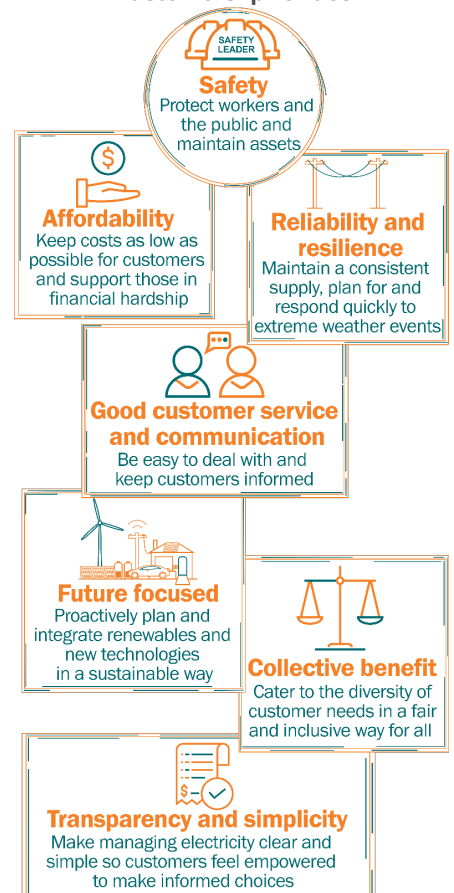 SAFETY
LEADER
Safety
Protect workers and
the public and
maintain assets
$
Affordability
Keep costs as low as
possible for customers
and support those in
financial hardship
Reliability and
resilience
Maintain a consistent
supply, plan for and
respond quickly to
extreme weather events
Good customer service
and communication
Be easy to deal with and
keep customers informed
Future focused
Proactively plan and
integrate renewables and
new technologies
in a sustainable way
Collective benefit
Cater to the diversity of
customer needs in a fair
and inclusive way for all
$
Transparency and simplicity
Make managing electricity clear and
simple so customers feel empowered
to make informed choices